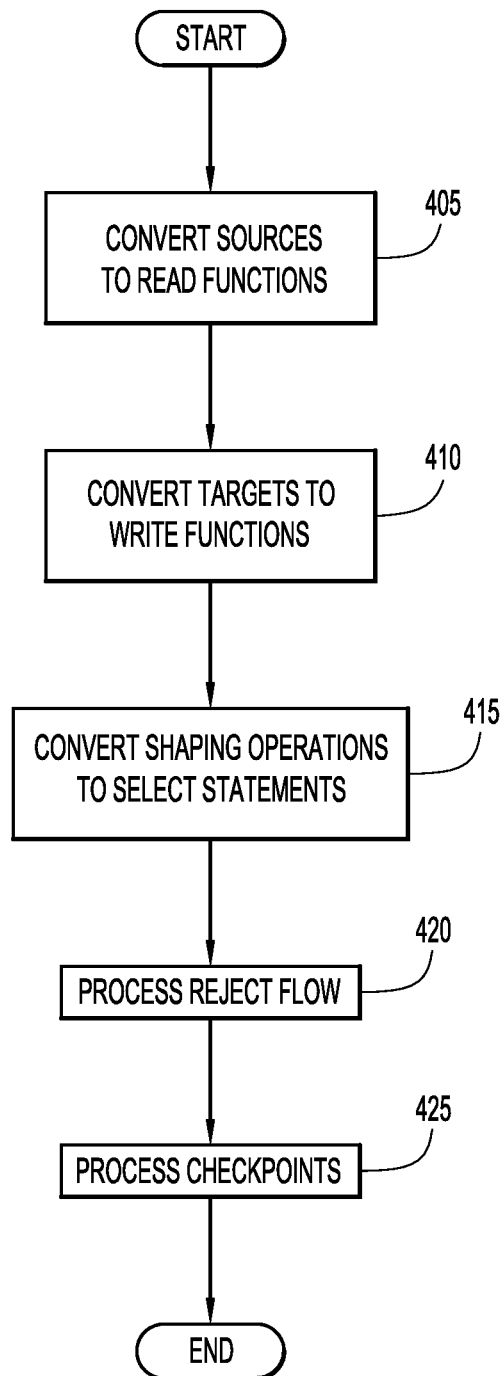 START
405
CONVERT SOURCES
TO READ FUNCTIONS
410
CONVERT TARGETS TO
WRITE FUNCTIONS
415
CONVERT SHAPING OPERATIONS
TO SELECT STATEMENTS
420
PROCESS REJECT FLOW
425
PROCESS CHECKPOINTS
END